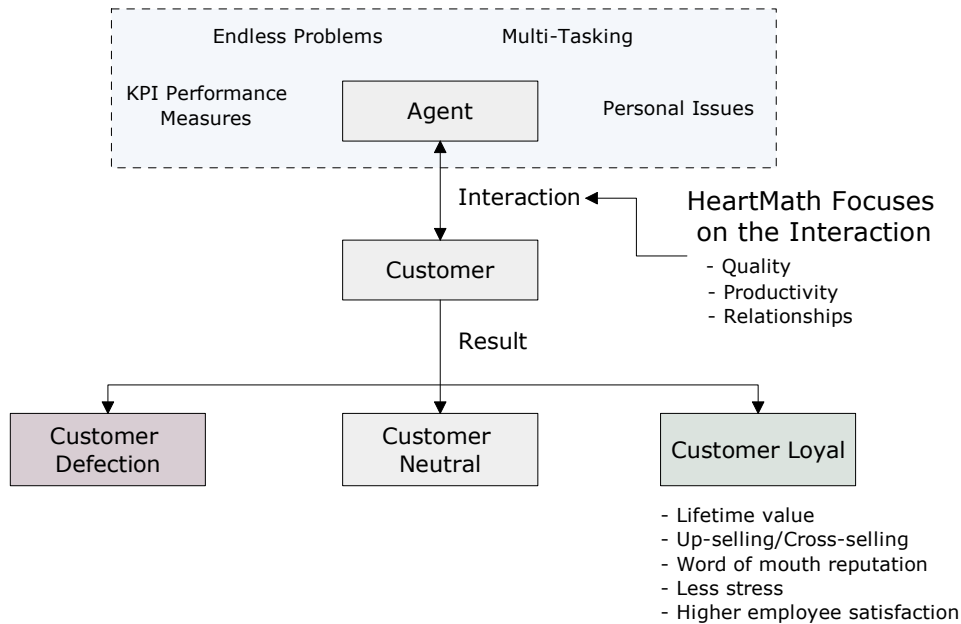 Endless Problems
Multi-Tasking
KPI Performance
Measures
Agent
Personal Issues
Interaction
HeartMath Focuses
on the Interaction
- Quality
- Productivity
- Relationships
Customer
Result
Customer
Defection
Customer
Neutral
Customer Loyal
- Lifetime value
- Up-selling/Cross-selling
- Word of mouth reputation
- Less stress
- Higher employee satisfaction